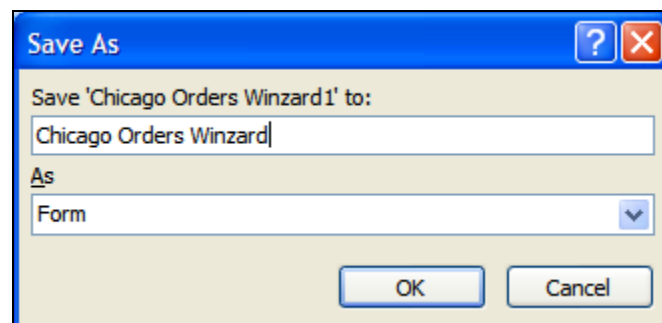 Save As
Save 'Chicago Orders Winzard1' to:
Chicago Orders Winzard
As
Form
OK Cancel